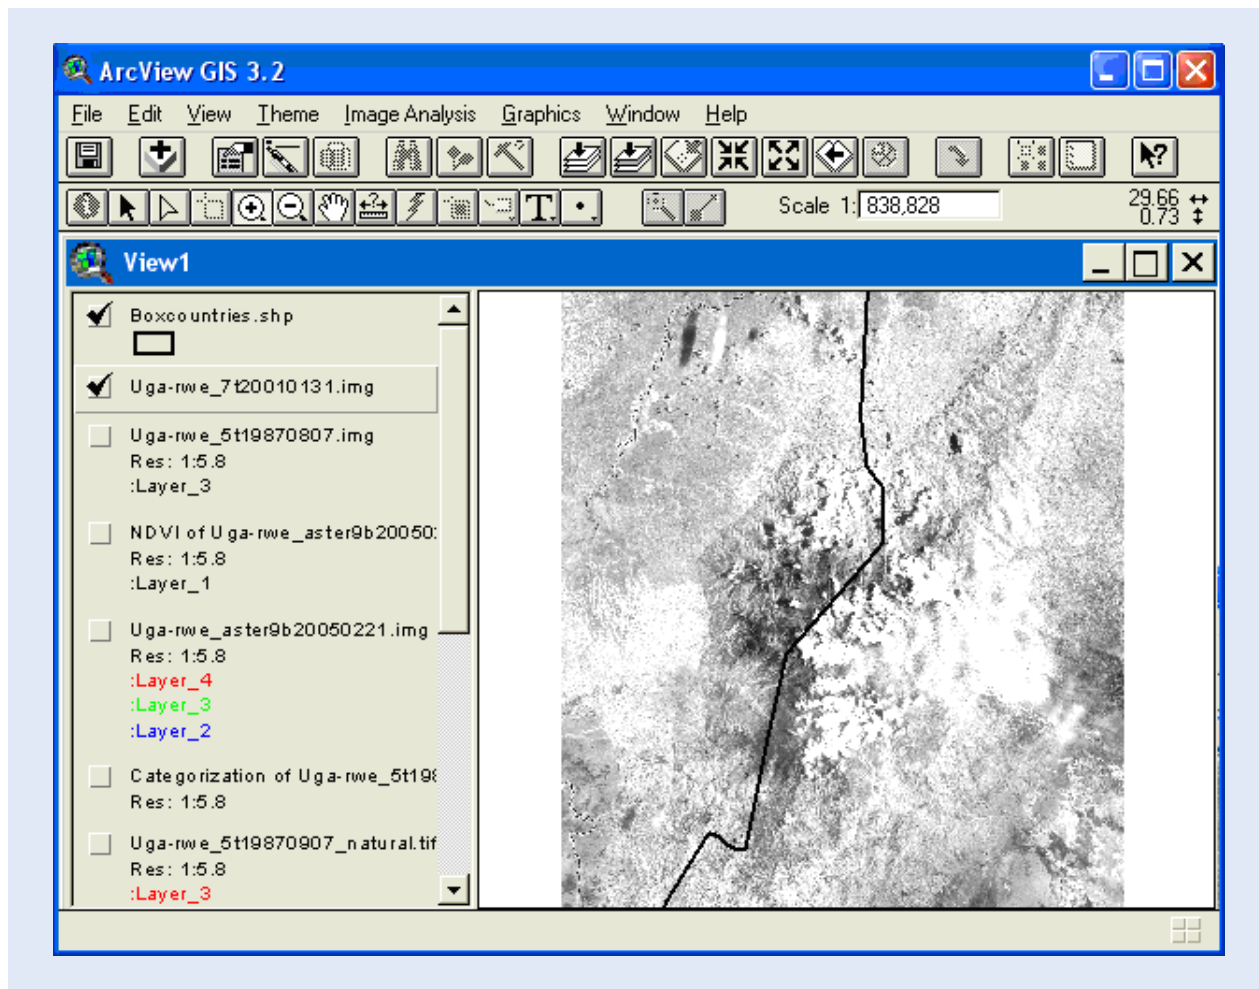 ArcView GIS 3.2
File Edit View Theme Image Analysis Graphics Window Help
Scale 1: 838,828
29.66
0.73
View1
Boxcountries.shp
Uga-rwe_7t20010131.img
Uga-rwe_5t19870807.img
Res: 1:5.8
:Layer_3
NDVI of Uga-rwe_aster9b20050
Res: 1:5.8
:Layer_1
Uga-rwe_aster9b20050221.img
Res: 1:5.8
:Layer_4
:Layer_3
:Layer_2
Categorization of Uga-rwe_5t198
Res: 1:5.8
Uga-rwe_5t19870907_natural.tif
Res: 1:5.8
:Layer_3